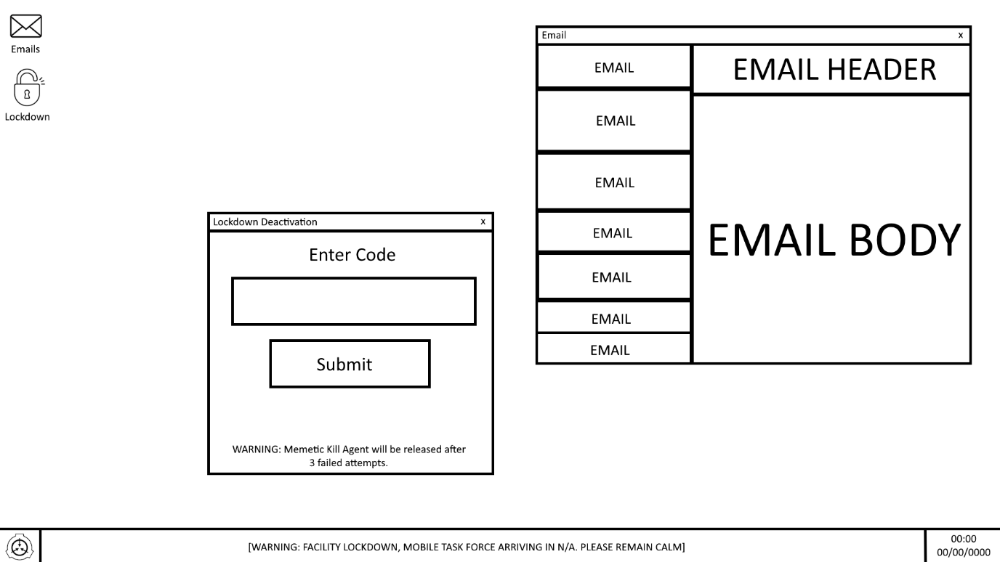 Emails
Lockdown
Email x
EMAIL
EMAIL
EMAIL
EMAIL
EMAIL
EMAIL
EMAIL
EMAIL HEADER
EMAIL BODY
Lockdown Deactivation x
Enter Code
Submit
WARNING: Memetic Kill Agent will be released after
3 failed attempts.
[WARNING: FACILITY LOCKDOWN, MOBILE TASK FORCE ARRIVING IN N/A. PLEASE REMAIN CALM]
00:00
00/00/0000